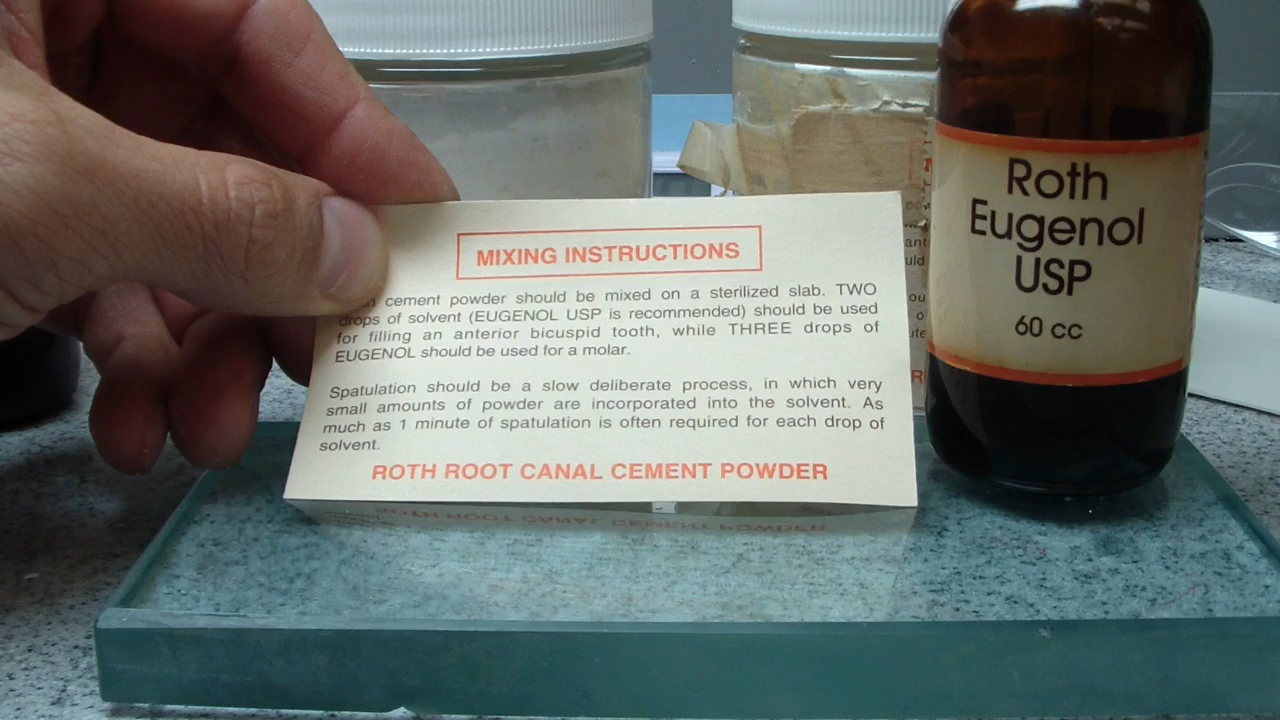 MIXING INSTRUCTIONS
cement powder should be mixed on a sterilized slab. TWO
drops of solvent (EUGENOL USP is recommended) should be used
for filling an anterior bicuspid tooth, while THREE drops of
EUGENOL should be used for a molar.
Spatulation should be a slow deliberate process, in which very
small amounts of powder are incorporated into the solvent. As
much as 1 minute of spatulation is often required for each drop of
solvent.
ROTH ROOT CANAL CEMENT POWDER
Roth
Eugenol
USP
60 cc